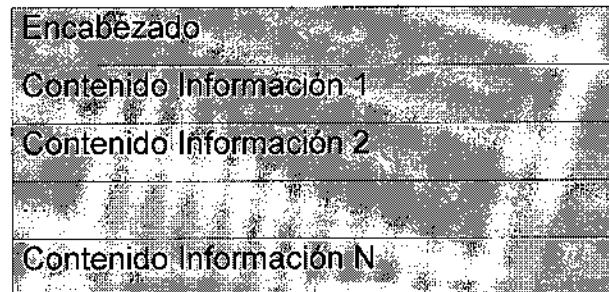 Encabezado
Contenido Información 1
Contenido Información 2
Contenido Información N